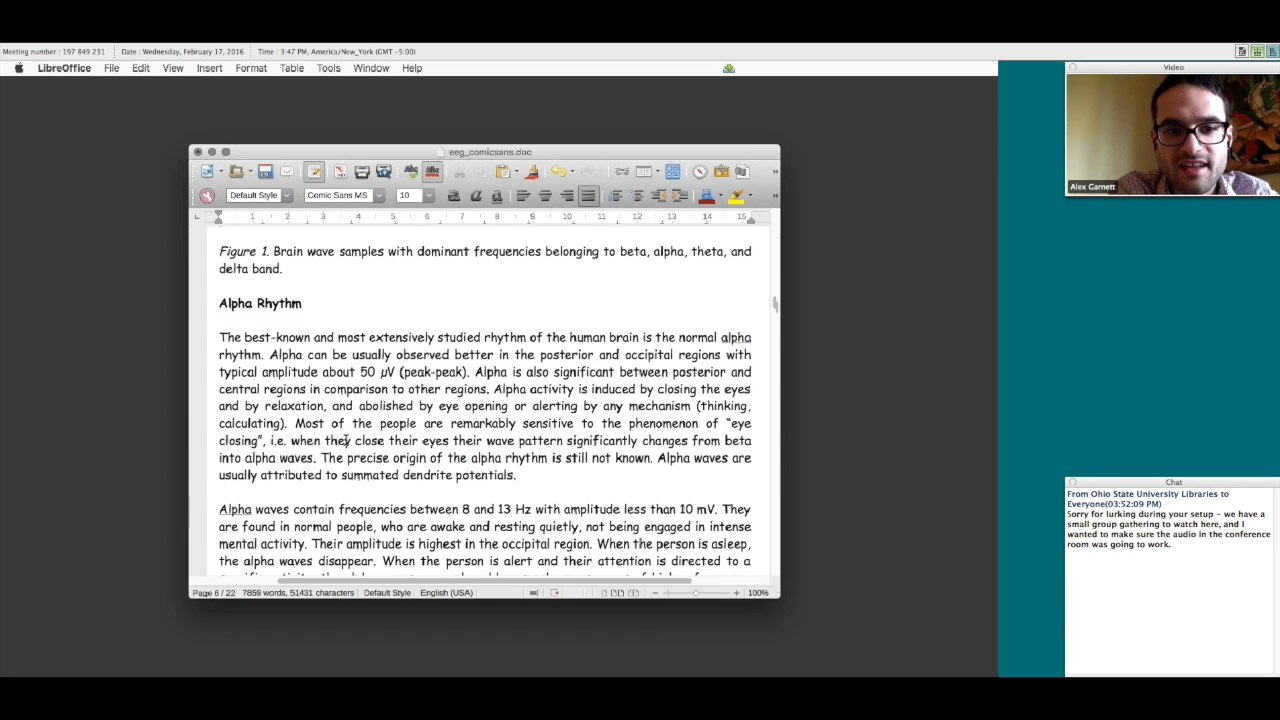 Meeting number : 197 849 231 Date : Wednesday, February 17, 2016 Time : 3:47 PM, America/New_York (GMT -5:00)
LibreOffice File Edit View Insert Format Table Tools Window Help
Video
Alex Garnett
eeg_comicsans.doc
Default Style Comic Sans MS 10
1 2 3 4 5 6 7 8 9 10 11 12 13 14 15
Figure 1. Brain wave samples with dominant frequencies belonging to beta, alpha, theta, and
delta band.
Alpha Rhythm
The best-known and most extensively studied rhythm of the human brain is the normal alpha
rhythm. Alpha can be usually observed better in the posterior and occipital regions with
typical amplitude about 50 µV (peak-peak). Alpha is also significant between posterior and
central regions in comparison to other regions. Alpha activity is induced by closing the eyes
and by relaxation, and abolished by eye opening or alerting by any mechanism (thinking,
calculating). Most of the people are remarkably sensitive to the phenomenon of “eye
closing”, i.e. when they close their eyes their wave pattern significantly changes from beta
into alpha waves. The precise origin of the alpha rhythm is still not known. Alpha waves are
usually attributed to summated dendrite potentials.
Alpha waves contain frequencies between 8 and 13 Hz with amplitude less than 10 mV. They
are found in normal people, who are awake and resting quietly, not being engaged in intense
mental activity. Their amplitude is highest in the occipital region. When the person is asleep,
the alpha waves disappear. When the person is alert and their attention is directed to a
Page 6 / 22 7859 words, 51431 characters Default Style English (USA) 100%
Chat
From Ohio State University Libraries to
Everyone(03:52:09 PM)
Sorry for lurking during your setup - we have a
small group gathering to watch here, and I
wanted to make sure the audio in the conference
room was going to work.